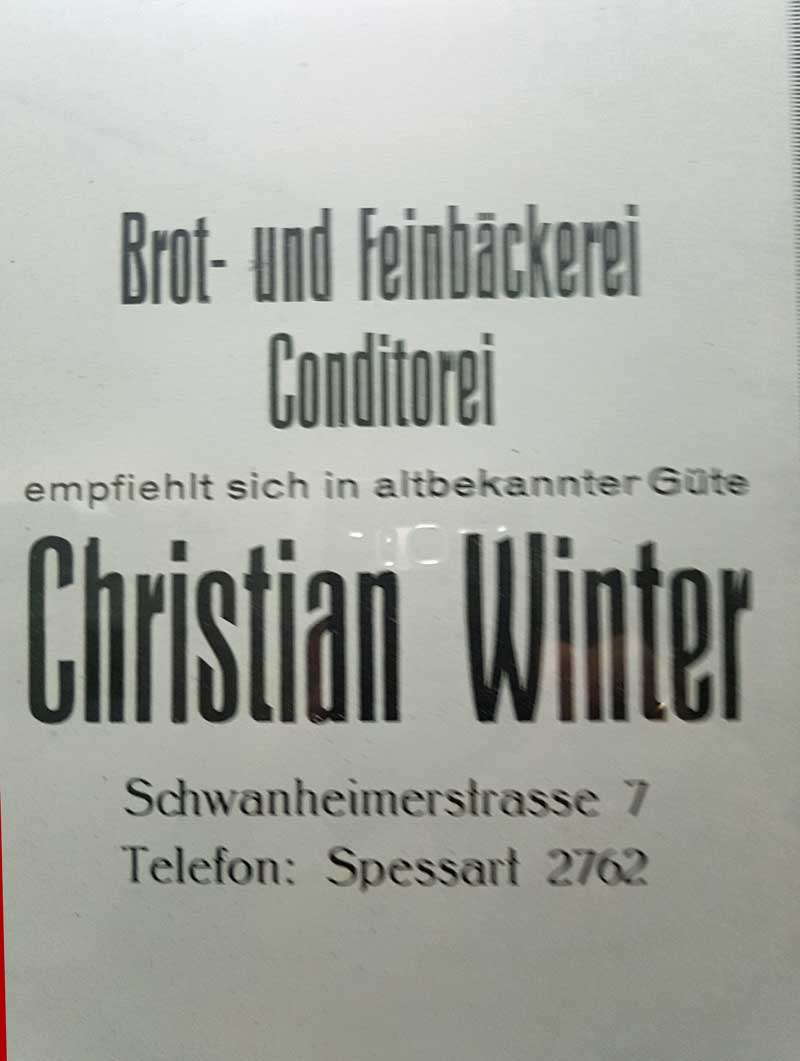 Brot- und Feinbäckerei
Conditorei
empfiehlt sich in altbekannter Güte
Christian Winter
Schwanheimerstrasse 7
Telefon: Spessart 2762